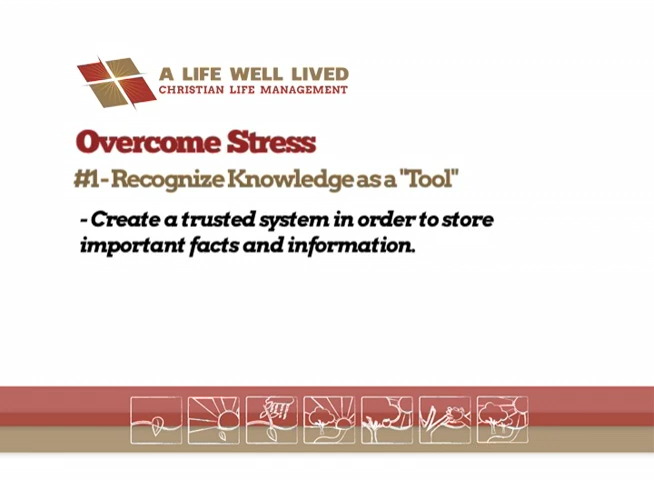 A LIFE WELL LIVED
CHRISTIAN LIFE MANAGEMENT
Overcome Stress
#1- Recognize Knowledge as a "Tool"
- Create a trusted system in order to store
important facts and information.